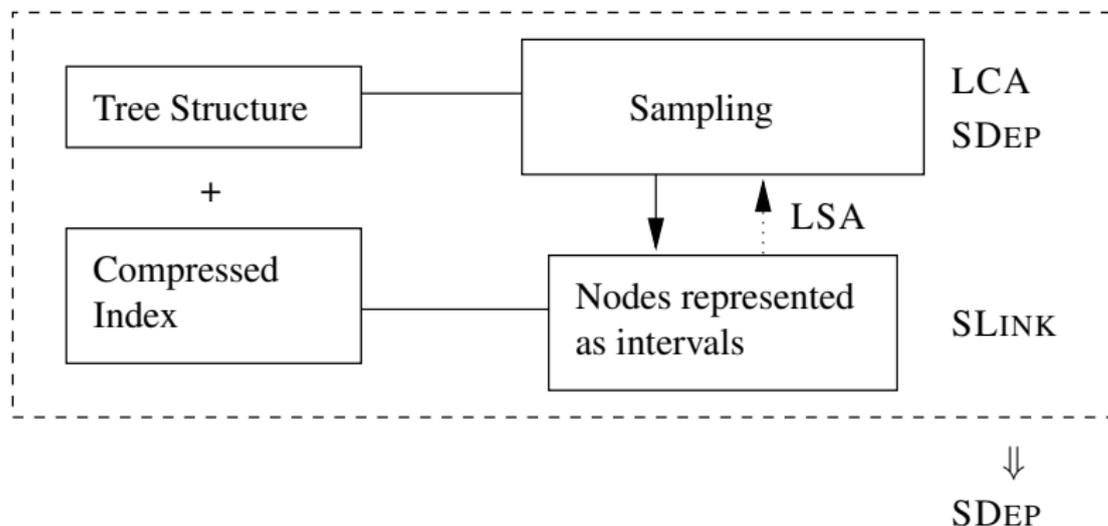 Tree Structure
Sampling
LCA
SDEP
+
LSA
Compressed
Index
Nodes represented
as intervals
SLINK
⇓
SDEP